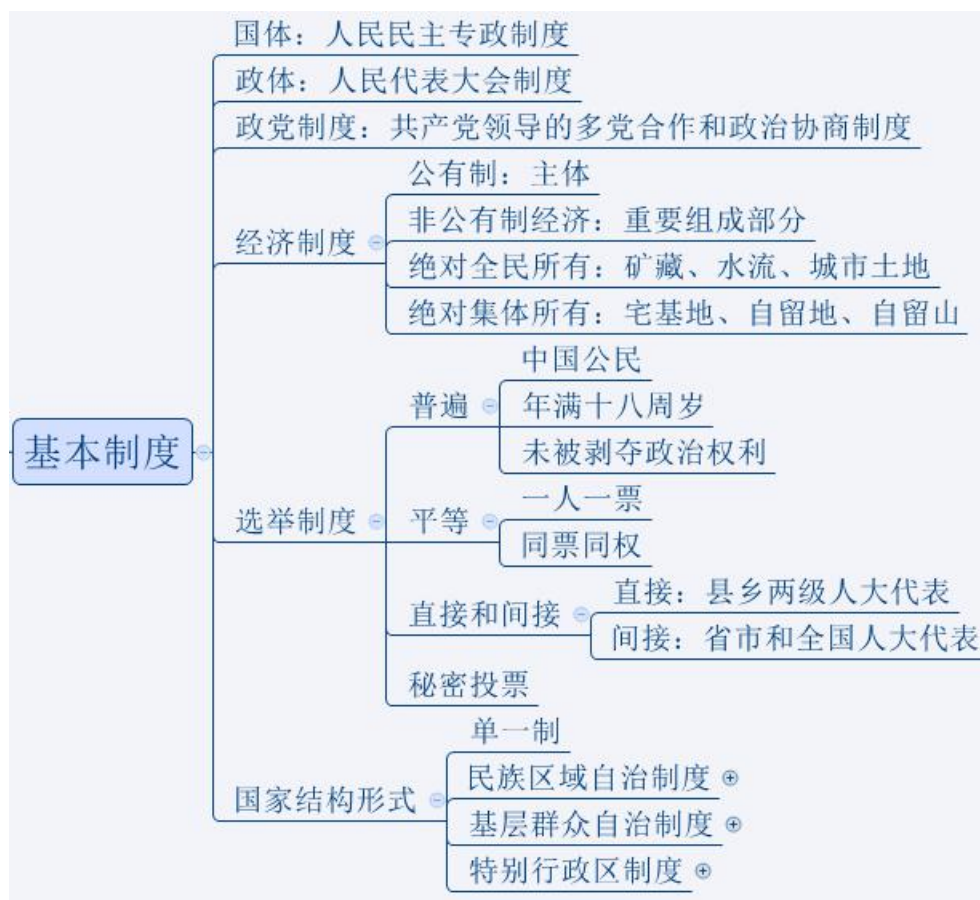 国体：人民民主专政制度
政体：人民代表大会制度
政党制度：共产党领导的多党合作和政治协商制度
公有制：主体
非公有制经济：重要组成部分
经济制度
绝对全民所有：矿藏、水流、城市土地
绝对集体所有：宅基地、自留地、自留山
中国公民
普遍
年满十八周岁
未被剥夺政治权利
基本制度
一人一票
选举制度
平等
同票同权
直接：县乡两级人大代表
直接和间接
间接：省市和全国人大代表
秘密投票
单一制
民族区域自治制度
国家结构形式
基层群众自治制度
特别行政区制度